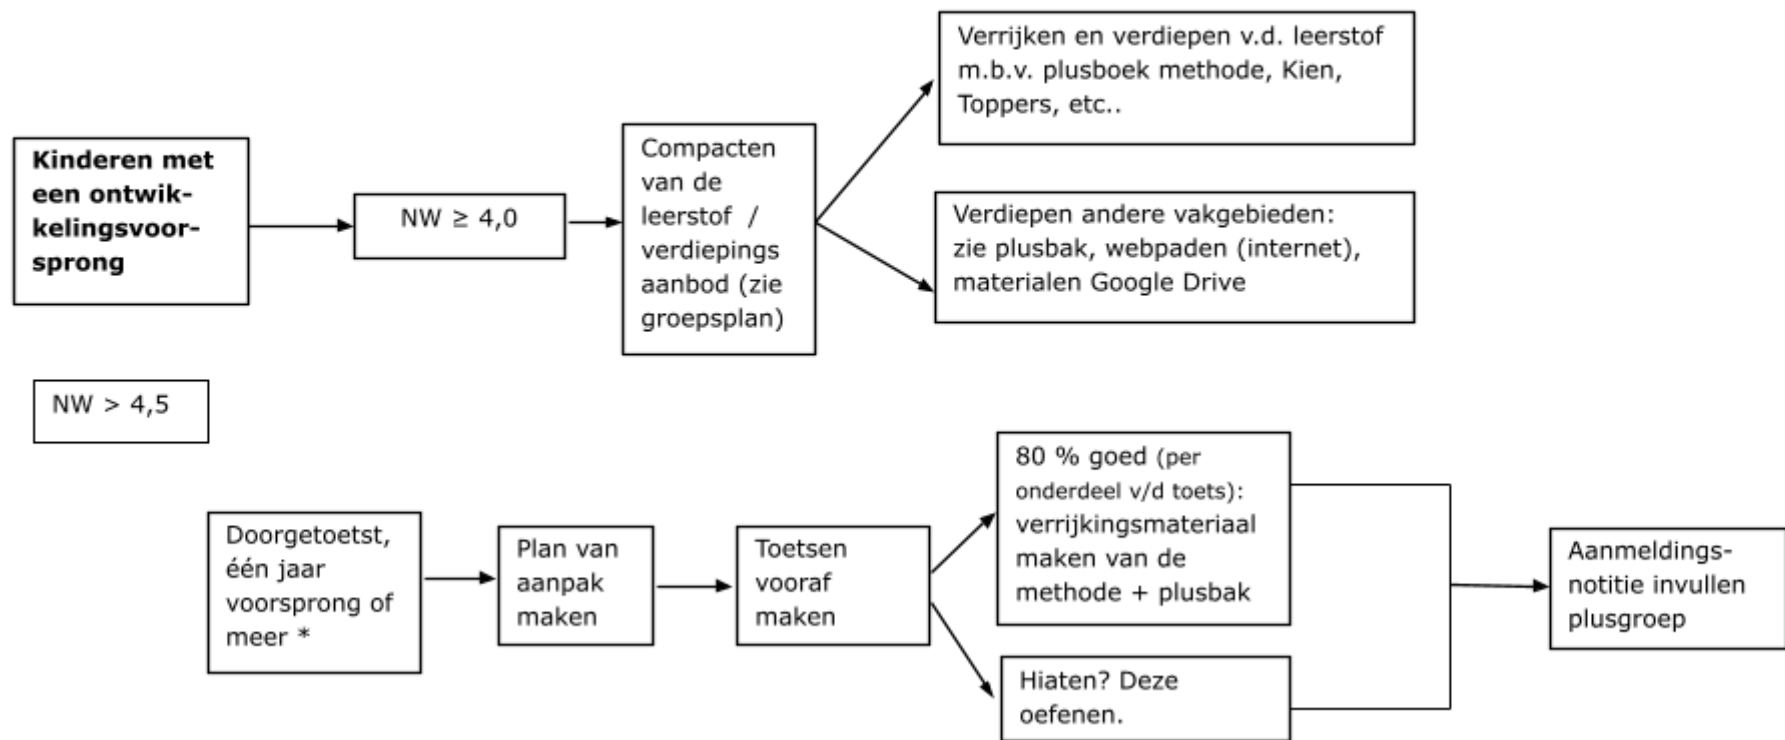 Kinderen met
een ontwik-
kelingsvoor-
sprong
NW ≥ 4,0
Compacten
van de
leerstof /
verdiepings
aanbod (zie
groepsplan)
Verrijken en verdiepen v.d. leerstof
m.b.v. plusboek methode, Kien,
Toppers, etc..
Verdiepen andere vakgebieden:
zie plusbak, webpaden (internet),
materialen Google Drive
NW > 4,5
Doorgetoetst,
één jaar
voorsprong of
meer *
Plan van
aanpak
maken
Toetsen
vooraf
maken
80 % goed (per
onderdeel v/d toets):
verrijkingsmateriaal
maken van de
methode + plusbak
Hiaten? Deze
oefenen.
Aanmeldings-
notitie invullen
plusgroep